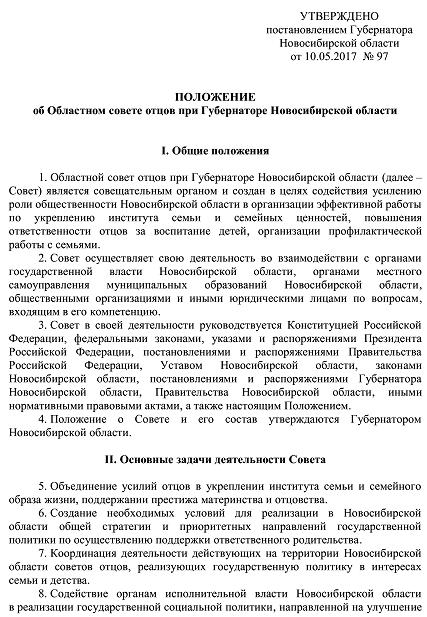 УТВЕРЖДЕНО
постановлением Губернатора
Новосибирской области
от 10.05.2017 № 97
ПОЛОЖЕНИЕ
об Областном совете отцов при Губернаторе Новосибирской области
I. Общие положения
1. Областной совет отцов при Губернаторе Новосибирской области (далее –
Совет) является совещательным органом и создан в целях содействия усилению
роли общественности Новосибирской области в организации эффективной работы
по укреплению института семьи и семейных ценностей, повышения
ответственности отцов за воспитание детей, организации профилактической
работы с семьями.
2. Совет осуществляет свою деятельность во взаимодействии с органами
государственной власти Новосибирской области, органами местного
самоуправления муниципальных образований Новосибирской области,
общественными организациями и иными юридическими лицами по вопросам,
входящим в его компетенцию.
3. Совет в своей деятельности руководствуется Конституцией Российской
Федерации, федеральными законами, указами и распоряжениями Президента
Российской Федерации, постановлениями и распоряжениями Правительства
Российской Федерации, Уставом Новосибирской области, законами
Новосибирской области, постановлениями и распоряжениями Губернатора
Новосибирской области, Правительства Новосибирской области, иными
нормативными правовыми актами, а также настоящим Положением.
4. Положение о Совете и его состав утверждаются Губернатором
Новосибирской области.
II. Основные задачи деятельности Совета
5. Объединение усилий отцов в укреплении института семьи и семейного
образа жизни, поддержании престижа материнства и отцовства.
6. Создание необходимых условий для реализации в Новосибирской
области общей стратегии и приоритетных направлений государственной
политики по осуществлению поддержки ответственного родительства.
7. Координация деятельности действующих на территории Новосибирской
области советов отцов, реализующих государственную политику в интересах
семьи и детства.
8. Содействие органам исполнительной власти Новосибирской области
в реализации государственной социальной политики, направленной на улучшение